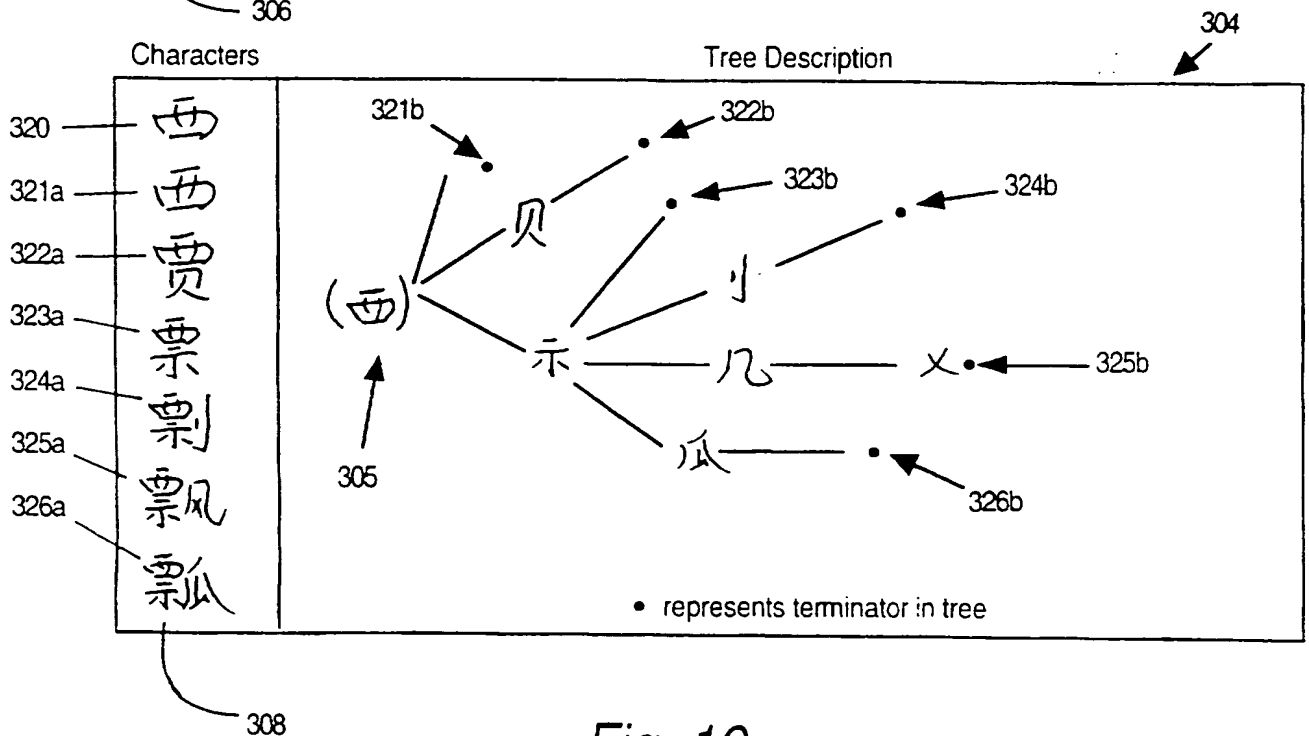 306
304
Characters
Tree Description
320 西
321a 西
322a 贾
323a 票
324a 剽
325a 飘
326a 瓢
321b
322b
323b
324b
贝
刂
(西)
示
几
㐅
325b
瓜
305
326b
• represents terminator in tree
308